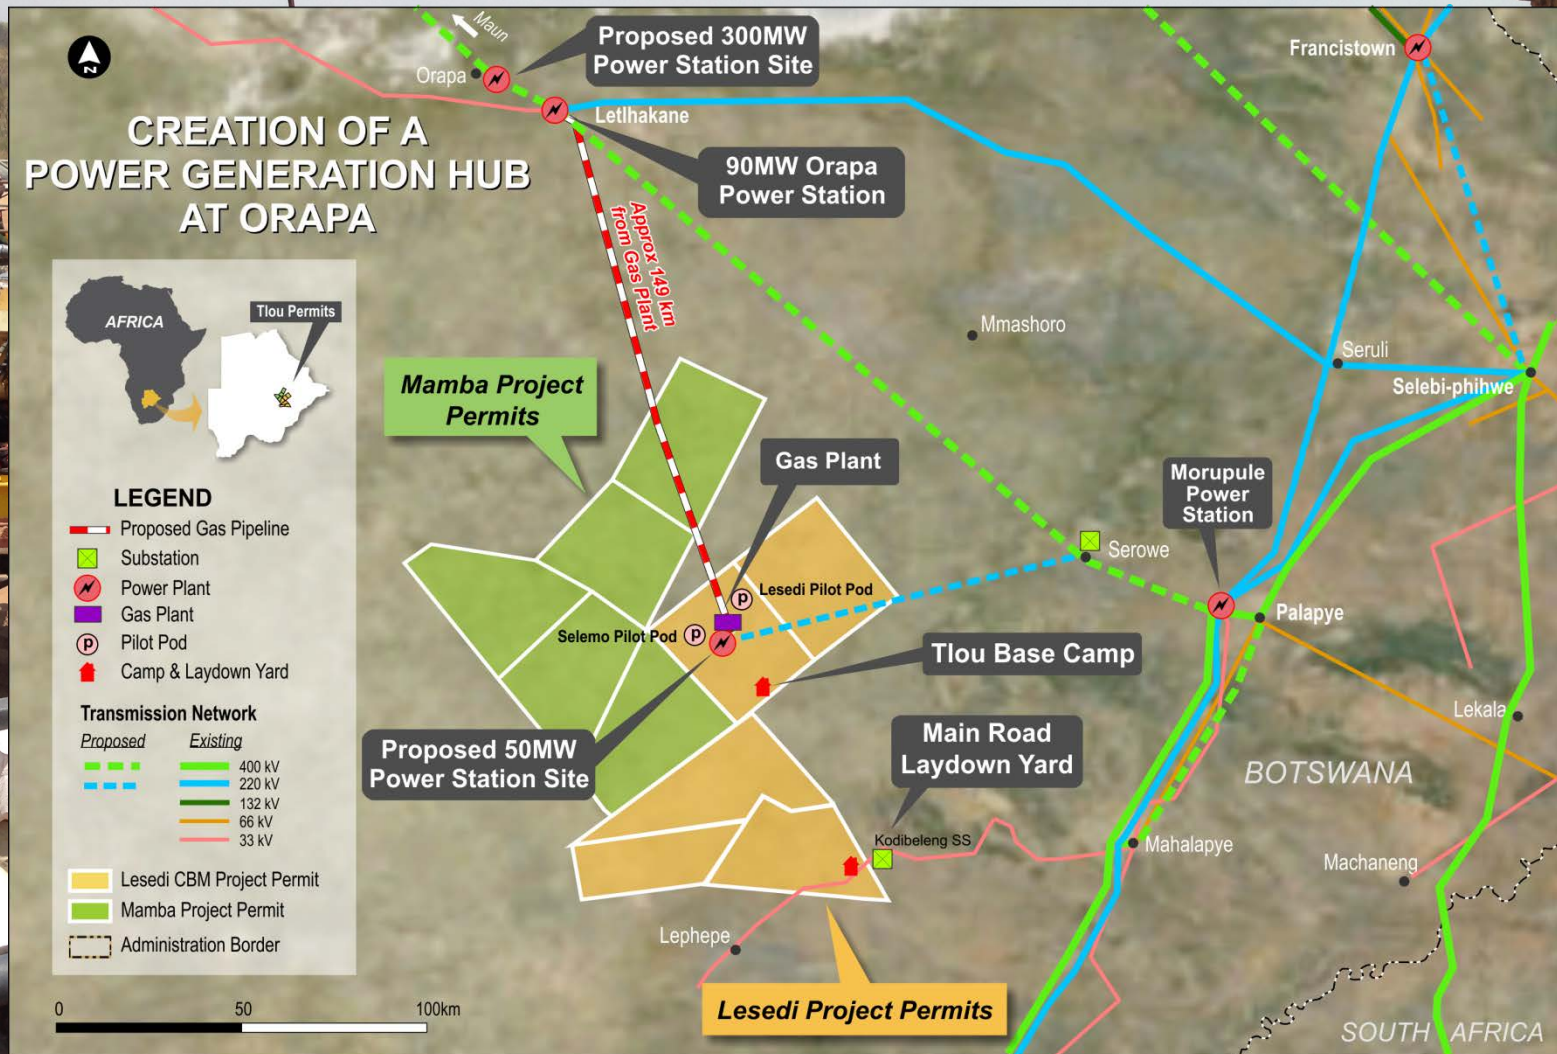 Maun
Proposed 300MW
Power Station Site
Orapa
Francistown
N
Letlhakane
CREATION OF A
POWER GENERATION HUB
AT ORAPA
90MW Orapa
Power Station
Approx 149 km
from Gas Plant
AFRICA
Tlou Permits
Mmashoro
Seruli
Selebi-phihwe
Mamba Project
Permits
Gas Plant
Morupule
Power
Station
LEGEND
Proposed Gas Pipeline
Substation
Power Plant
Gas Plant
P Pilot Pod
Camp & Laydown Yard
Transmission Network
Proposed Existing
400 kV
220 kV
132 kV
66 kV
33 kV
Lesedi CBM Project Permit
Mamba Project Permit
Administration Border
0 50 100km
Serowe
P Lesedi Pilot Pod
Selemo Pilot Pod P
Palapye
Tlou Base Camp
Lekala
Proposed 50MW
Power Station Site
Main Road
Laydown Yard
BOTSWANA
Kodibeleng SS
Mahalapye
Machaneng
Lephepe
Lesedi Project Permits
SOUTH AFRICA